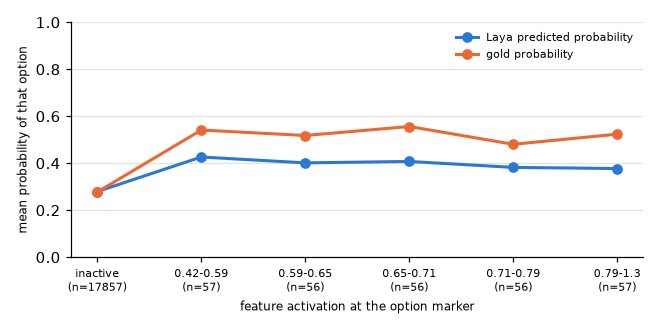 1.0
0.8
0.6
0.4
0.2
0.0
mean probability of that option
Laya predicted probability
gold probability
inactive
(n=17857)
0.42-0.59
(n=57)
0.59-0.65
(n=56)
0.65-0.71
(n=56)
0.71-0.79
(n=56)
0.79-1.3
(n=57)
feature activation at the option marker